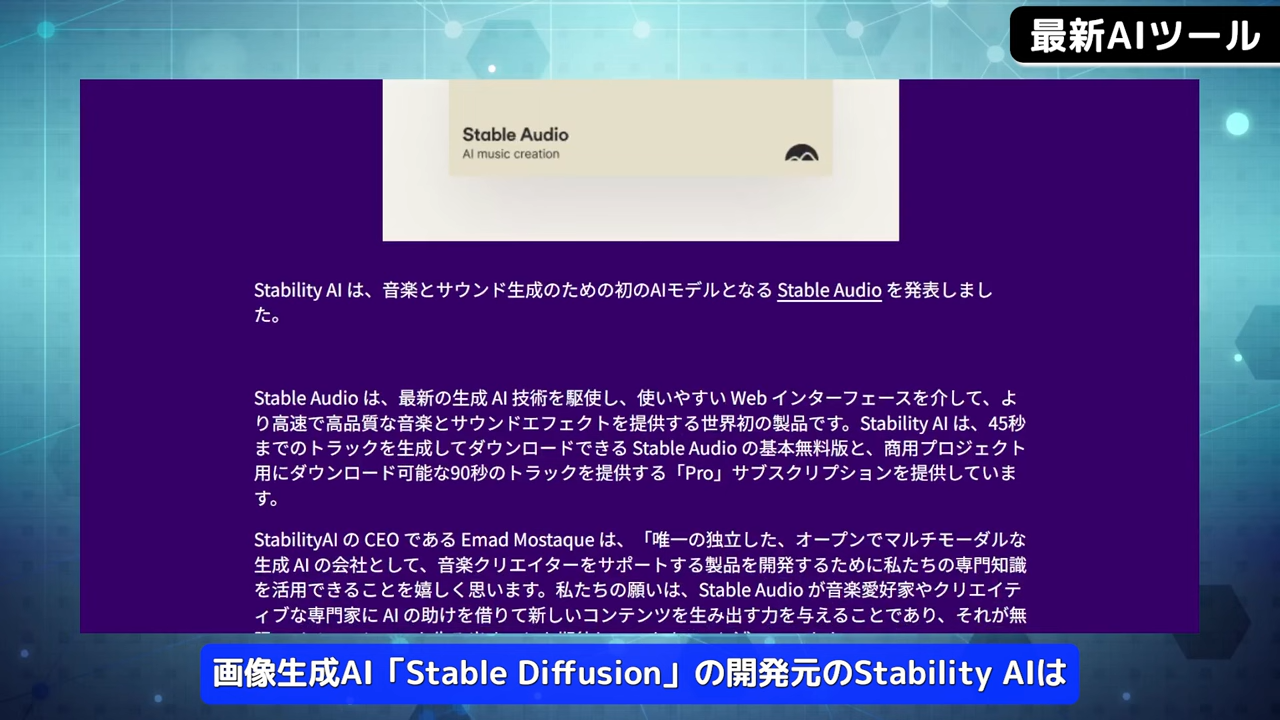 最新AIツール
Stable Audio
AI music creation
Stability AI は、音楽とサウンド生成のための初のAIモデルとなる Stable Audio を発表しまし
た。
Stable Audio は、最新の生成 AI 技術を駆使し、使いやすい Web インターフェースを介して、よ
り高速で高品質な音楽とサウンドエフェクトを提供する世界初の製品です。Stability AI は、45秒
までのトラックを生成してダウンロードできる Stable Audio の基本無料版と、商用プロジェクト
用にダウンロード可能な90秒のトラックを提供する「Pro」サブスクリプションを提供していま
す。
StabilityAI の CEO である Emad Mostaque は、「唯一の独立した、オープンでマルチモーダルな
生成 AI の会社として、音楽クリエイターをサポートする製品を開発するために私たちの専門知識
を活用できることを嬉しく思います。私たちの願いは、Stable Audio が音楽愛好家やクリエイテ
ィブな専門家に AI の助けを借りて新しいコンテンツを生み出す力を与えることであり、それが無
画像生成AI「Stable Diffusion」の開発元のStability AIは